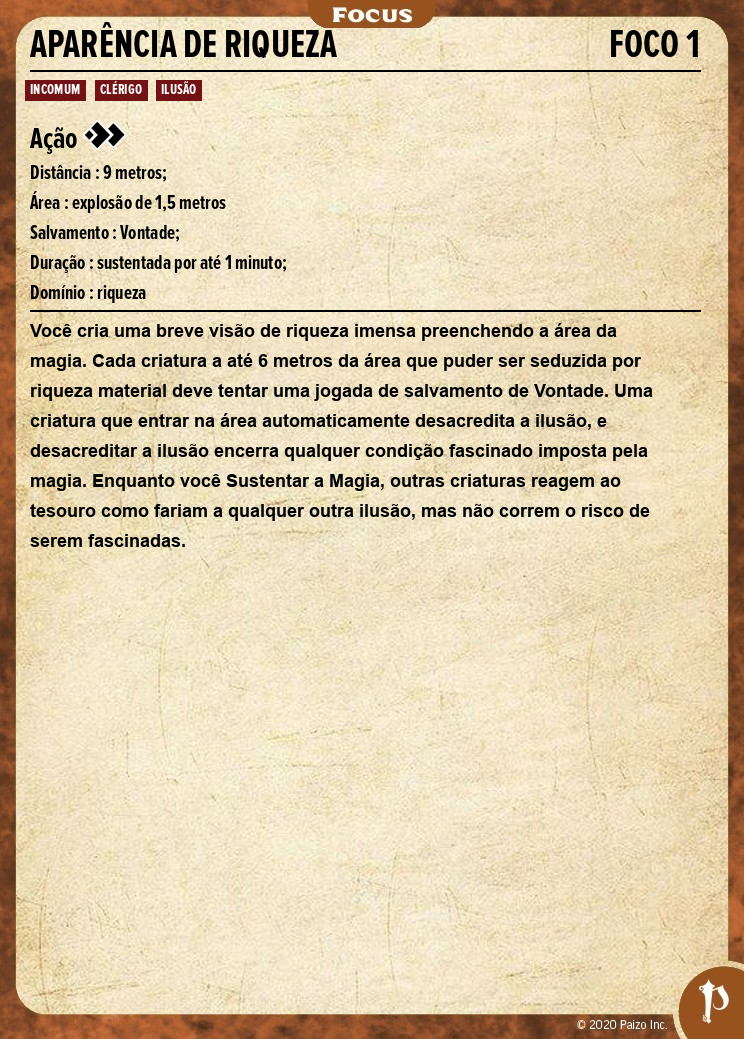 Focus
APARÊNCIA DE RIQUEZA FOCO 1
INCOMUM CLÉRIGO ILUSÃO
Ação
Distância : 9 metros;
Área : explosão de 1,5 metros
Salvamento : Vontade;
Duração : sustentada por até 1 minuto;
Domínio : riqueza
Você cria uma breve visão de riqueza imensa preenchendo a área da
magia. Cada criatura a até 6 metros da área que puder ser seduzida por
riqueza material deve tentar uma jogada de salvamento de Vontade. Uma
criatura que entrar na área automaticamente desacredita a ilusão, e
desacreditar a ilusão encerra qualquer condição fascinado imposta pela
magia. Enquanto você Sustentar a Magia, outras criaturas reagem ao
tesouro como fariam a qualquer outra ilusão, mas não correm o risco de
serem fascinadas.
© 2020 Paizo Inc.
P